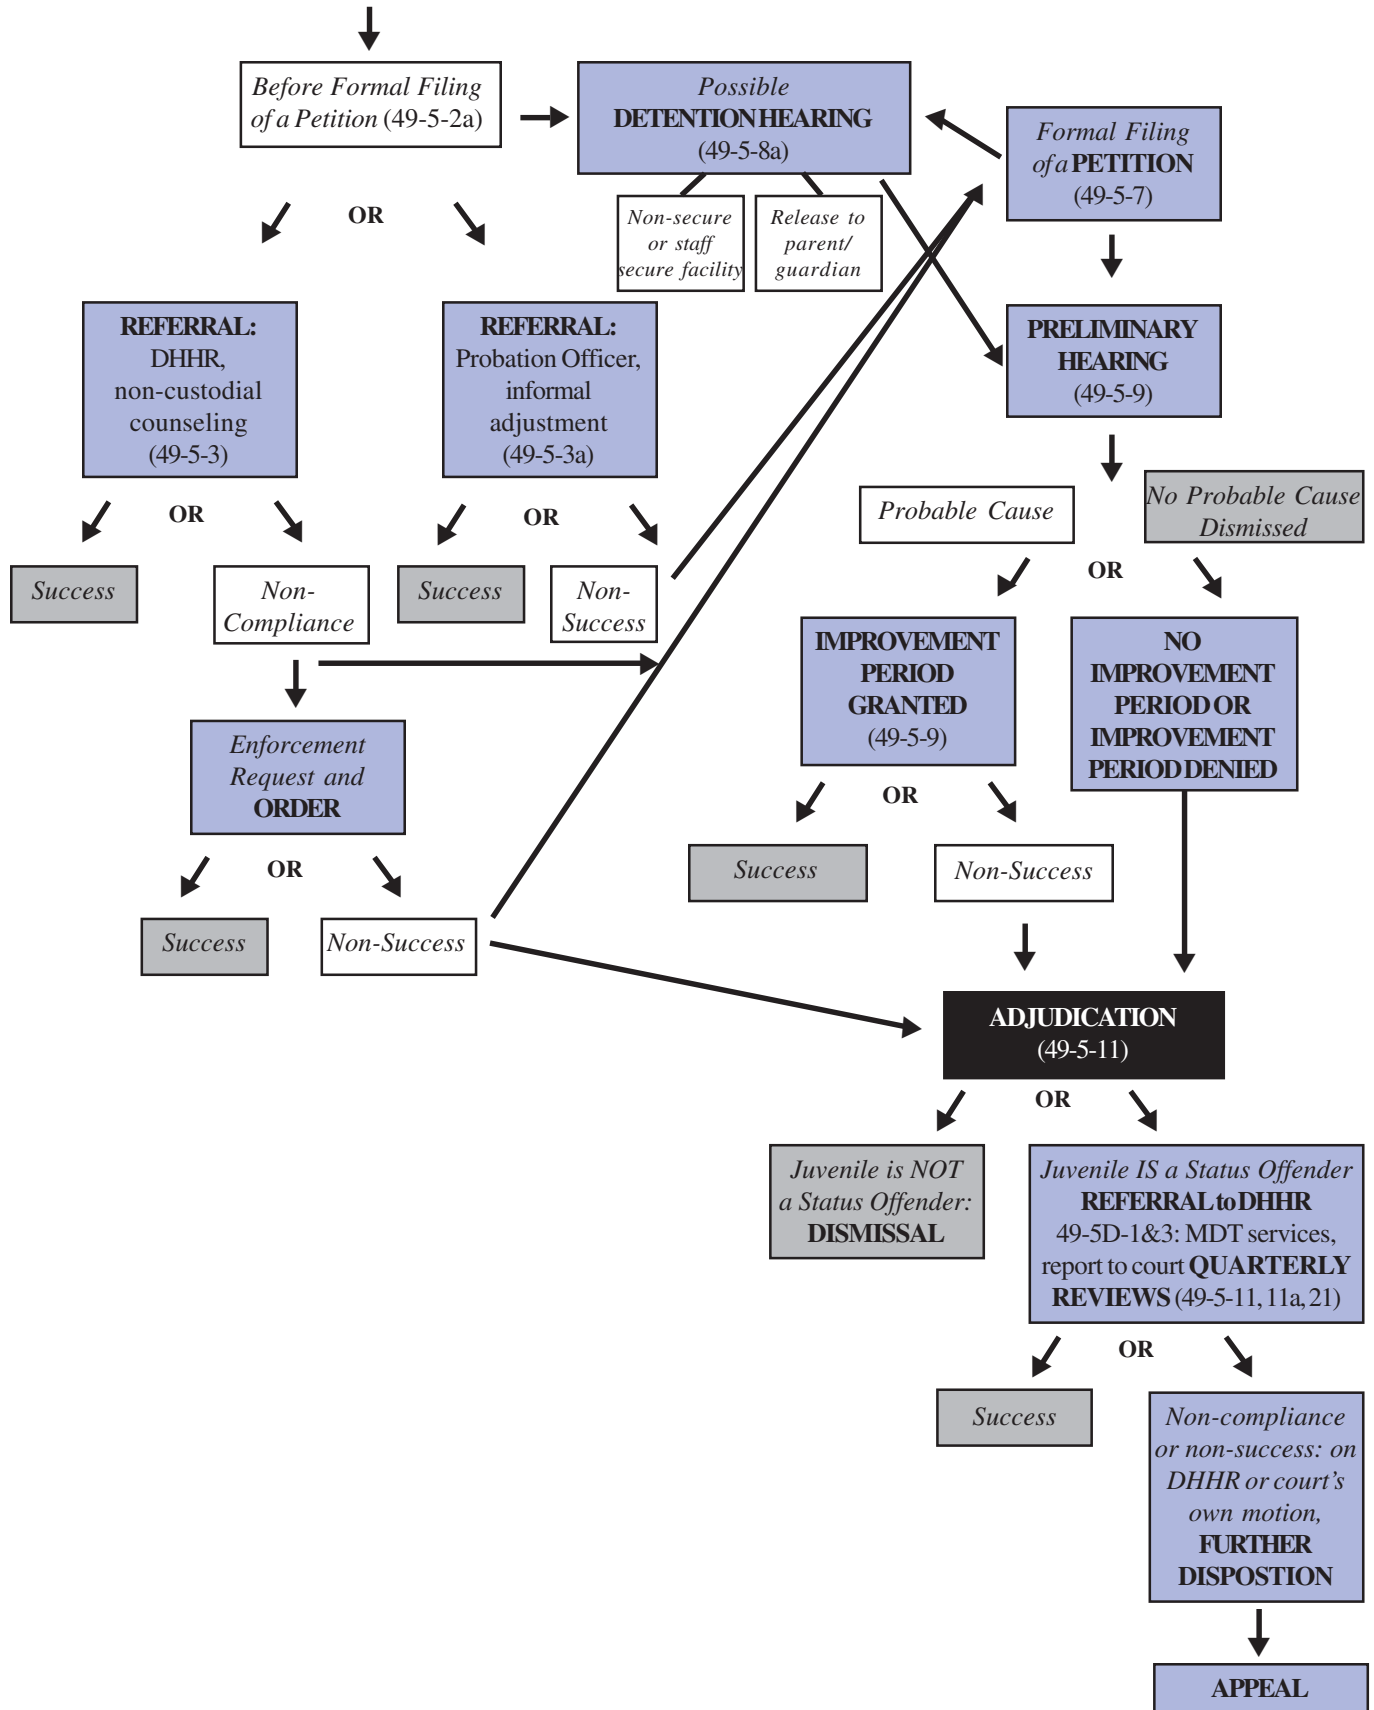 Before Formal Filing
of a Petition (49-5-2a)
Possible
DETENTION HEARING
(49-5-8a)
Formal Filing
of a PETITION
(49-5-7)
OR
Non-secure
or staff
secure facility
Release to
parent/
guardian
REFERRAL:
DHHR,
non-custodial
counseling
(49-5-3)
REFERRAL:
Probation Officer,
informal
adjustment
(49-5-3a)
PRELIMINARY
HEARING
(49-5-9)
OR
OR
Probable Cause
No Probable Cause
Dismissed
OR
Success
Non-
Compliance
Success
Non-
Success
IMPROVEMENT
PERIOD
GRANTED
(49-5-9)
NO
IMPROVEMENT
PERIOD OR
IMPROVEMENT
PERIOD DENIED
Enforcement
Request and
ORDER
OR
OR
Success
Non-Success
Success
Non-Success
ADJUDICATION
(49-5-11)
OR
Juvenile is NOT
a Status Offender:
DISMISSAL
Juvenile IS a Status Offender
REFERRAL to DHHR
49-5D-1&3: MDT services,
report to court QUARTERLY
REVIEWS (49-5-11, 11a, 21)
OR
Success
Non-compliance
or non-success: on
DHHR or court's
own motion,
FURTHER
DISPOSTION
APPEAL